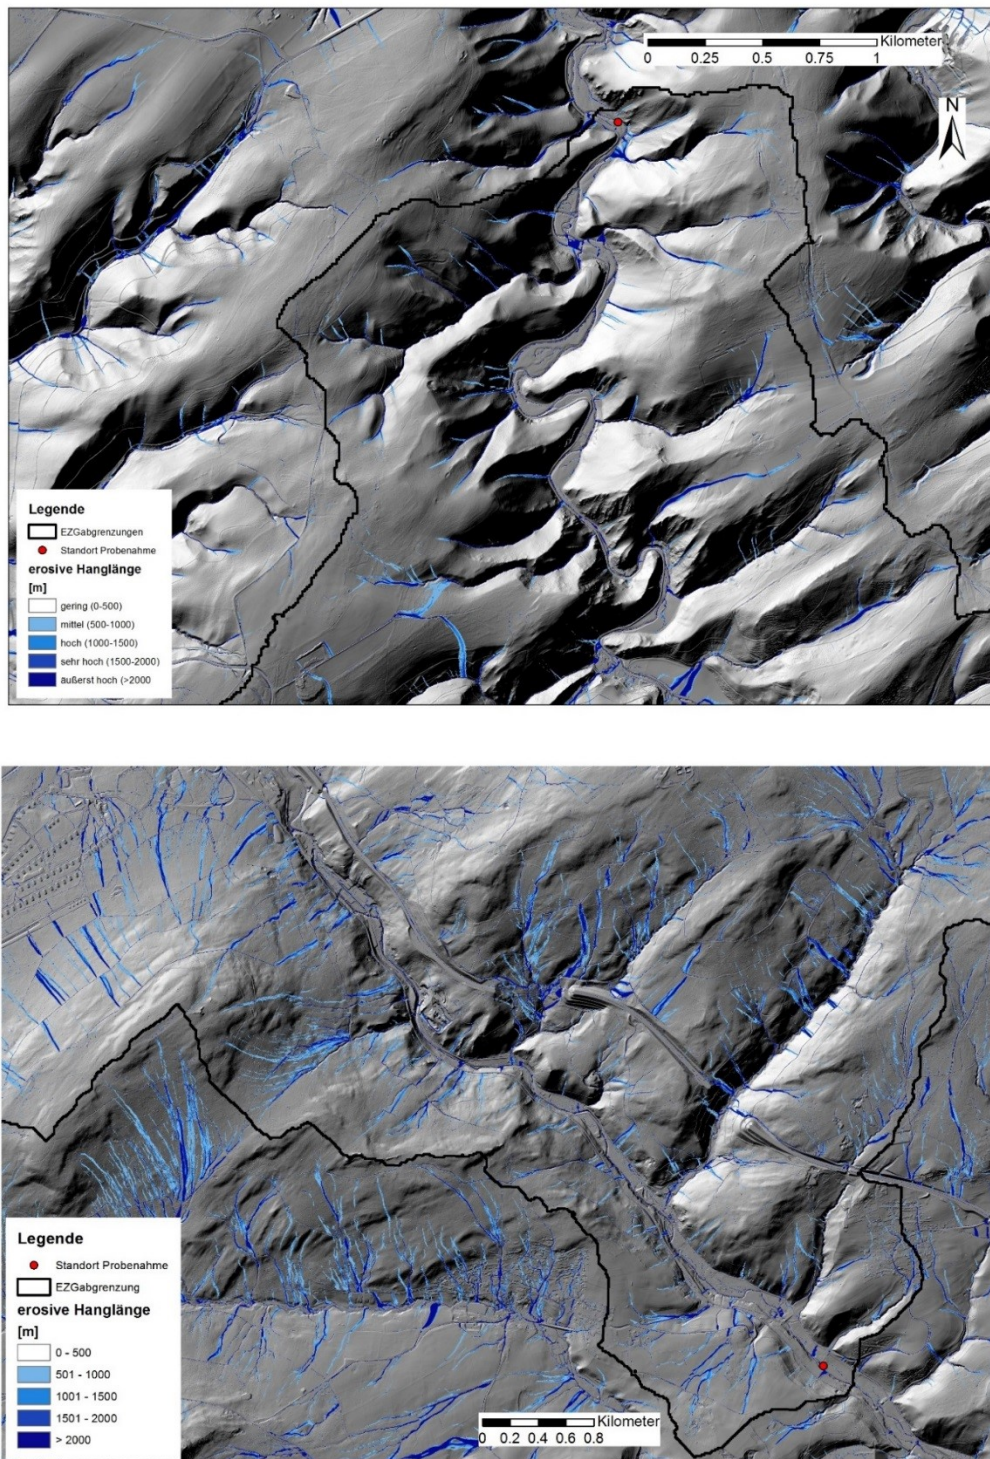 Kilometer
0 0.25 0.5 0.75 1
N
Legende
EZGabgrenzungen
Standort Probenahme
erosive Hanglänge
[m]
gering (0-500)
mittel (500-1000)
hoch (1000-1500)
sehr hoch (1500-2000)
äußerst hoch (>2000
Legende
Standort Probenahme
EZGabgrenzung
erosive Hanglänge
[m]
0 - 500
501 - 1000
1001 - 1500
1501 - 2000
> 2000
Kilometer
0 0.2 0.4 0.6 0.8